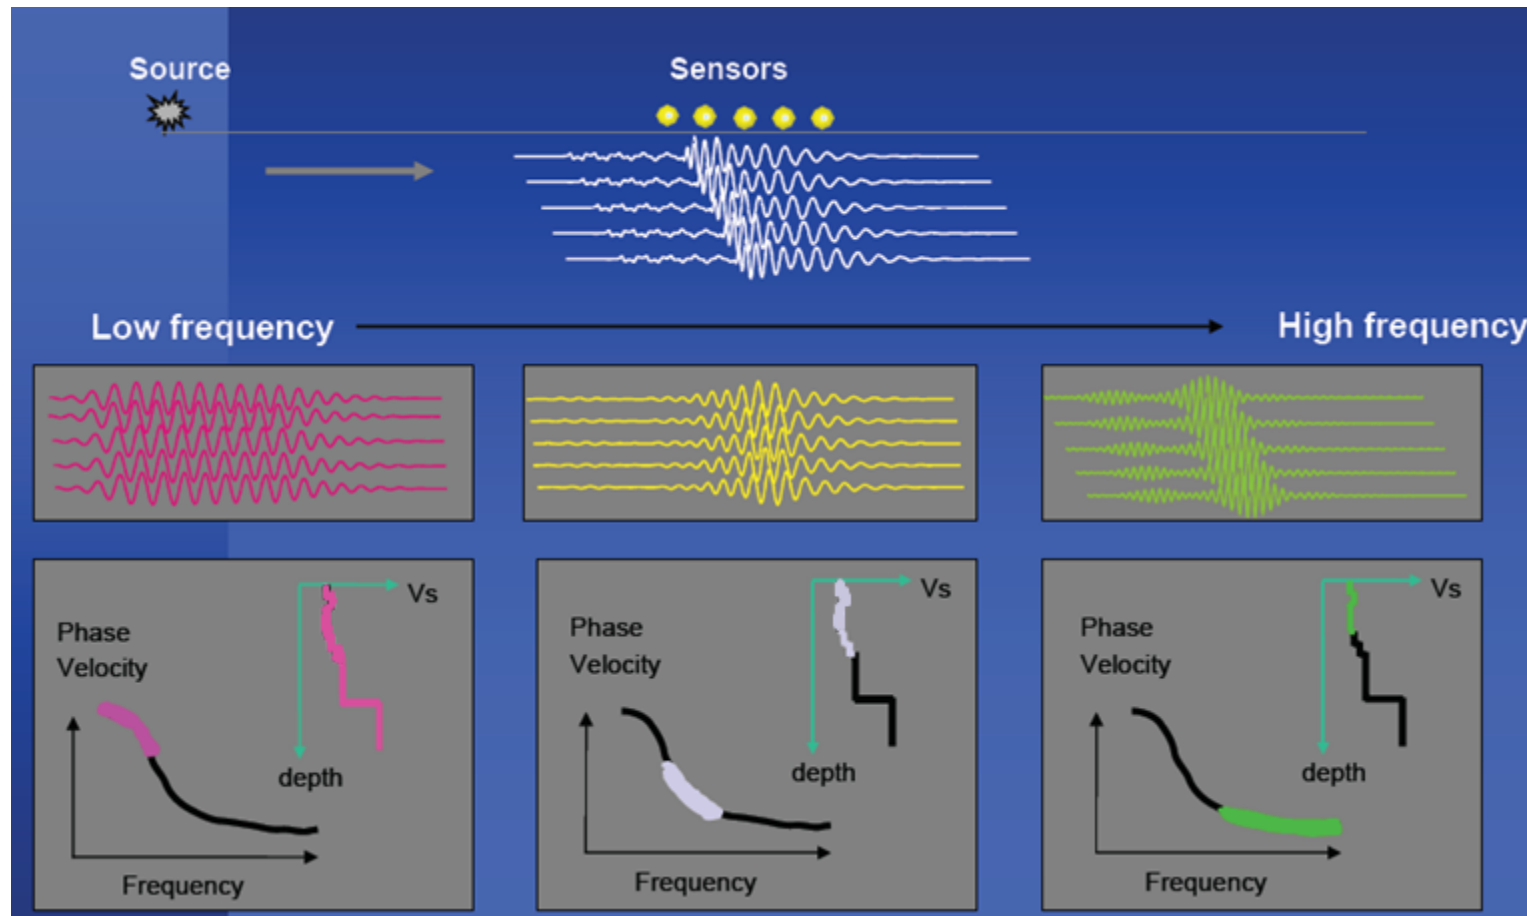 Source
Sensors
Low frequency
High frequency
Phase
Velocity
Vs
depth
Frequency
Phase
Velocity
Vs
depth
Frequency
Phase
Velocity
Vs
depth
Frequency